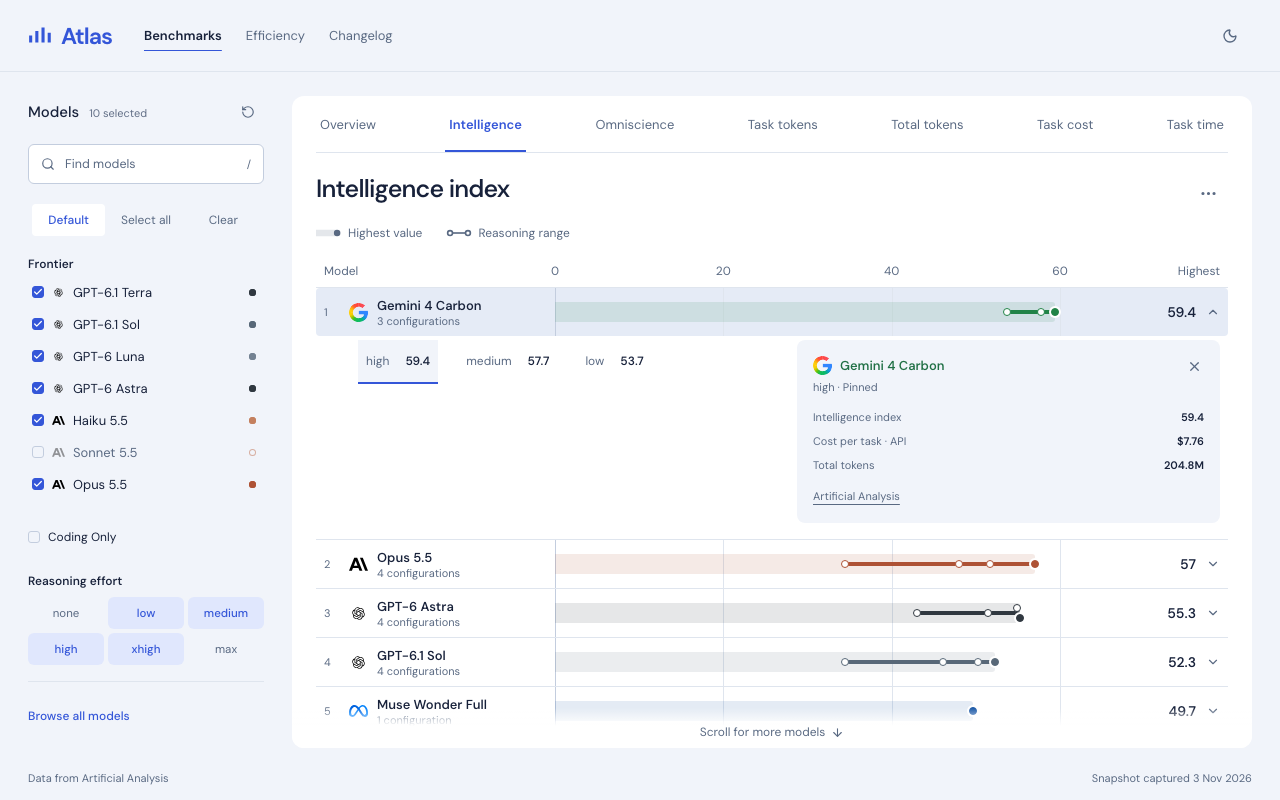 Atlas
Benchmarks
Efficiency
Changelog
Models 10 selected
Find models /
Default Select all Clear
Frontier
GPT-6.1 Terra
GPT-6.1 Sol
GPT-6 Luna
GPT-6 Astra
Haiku 5.5
Sonnet 5.5
Opus 5.5
Coding Only
Reasoning effort
none low medium
high xhigh max
Browse all models
Overview Intelligence Omniscience Task tokens Total tokens Task cost Task time
Intelligence index
Highest value Reasoning range
Model 0 20 40 60 Highest
1 Gemini 4 Carbon 59.4
3 configurations
high 59.4 medium 57.7 low 53.7
Gemini 4 Carbon
high · Pinned
Intelligence index 59.4
Cost per task · API $7.76
Total tokens 204.8M
Artificial Analysis
2 Opus 5.5 57
4 configurations
3 GPT-6 Astra 55.3
4 configurations
4 GPT-6.1 Sol 52.3
4 configurations
5 Muse Wonder Full 49.7
1 configuration
Scroll for more models
Data from Artificial Analysis
Snapshot captured 3 Nov 2026